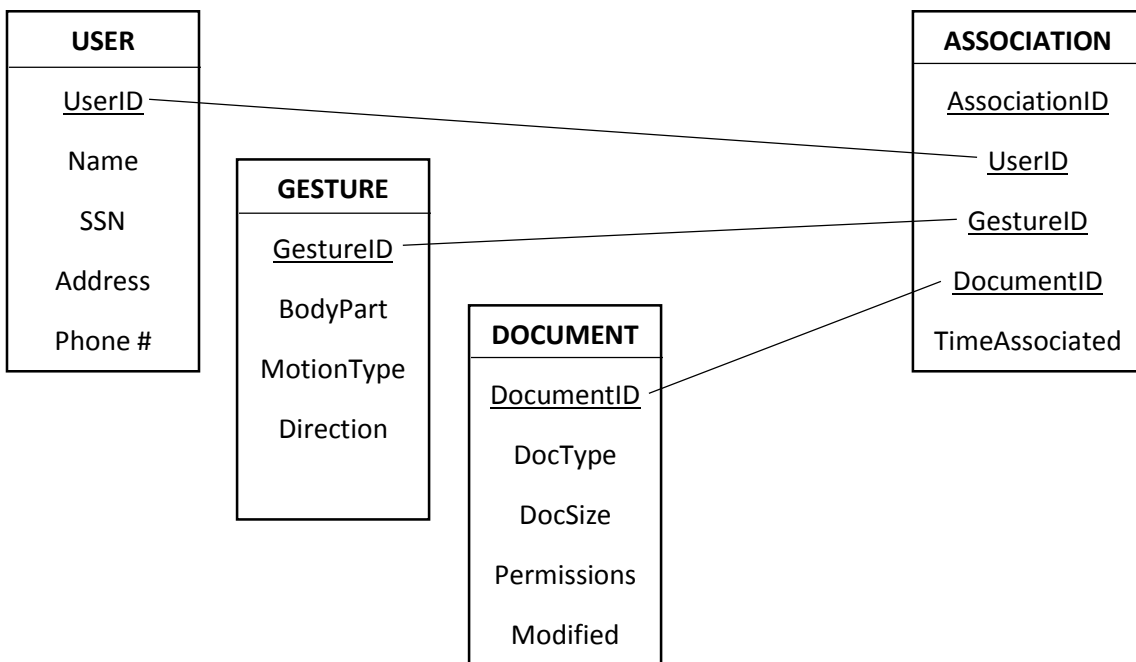 USER
UserID
Name
SSN
Address
Phone #
GESTURE
GestureID
BodyPart
MotionType
Direction
DOCUMENT
DocumentID
DocType
DocSize
Permissions
Modified
ASSOCIATION
AssociationID
UserID
GestureID
DocumentID
TimeAssociated